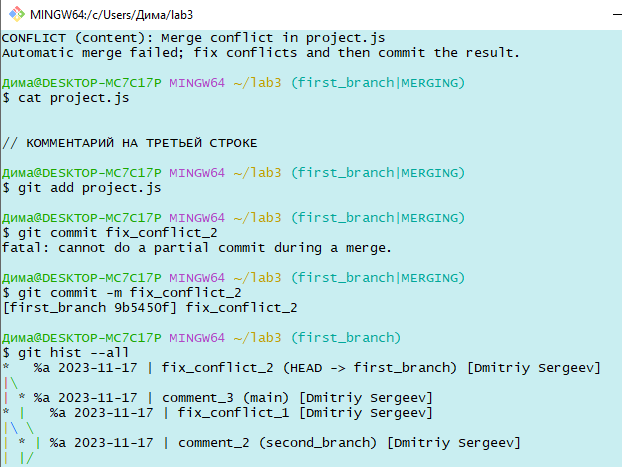 MINGW64:/c/Users/Дима/lab3
CONFLICT (content): Merge conflict in project.js
Automatic merge failed; fix conflicts and then commit the result.
Дима@DESKTOP-MC7C17P MINGW64 ~/lab3 (first_branch|MERGING)
$ cat project.js
// КОММЕНТАРИЙ НА ТРЕТЬЕЙ СТРОКЕ
Дима@DESKTOP-MC7C17P MINGW64 ~/lab3 (first_branch|MERGING)
$ git add project.js
Дима@DESKTOP-MC7C17P MINGW64 ~/lab3 (first_branch|MERGING)
$ git commit fix_conflict_2
fatal: cannot do a partial commit during a merge.
Дима@DESKTOP-MC7C17P MINGW64 ~/lab3 (first_branch|MERGING)
$ git commit -m fix_conflict_2
[first_branch 9b5450f] fix_conflict_2
Дима@DESKTOP-MC7C17P MINGW64 ~/lab3 (first_branch)
$ git hist --all
*   %a 2023-11-17 | fix_conflict_2 (HEAD -> first_branch) [Dmitriy Sergeev]
|\
| * %a 2023-11-17 | comment_3 (main) [Dmitriy Sergeev]
* |   %a 2023-11-17 | fix_conflict_1 [Dmitriy Sergeev]
|\ \
| * | %a 2023-11-17 | comment_2 (second_branch) [Dmitriy Sergeev]
| |/